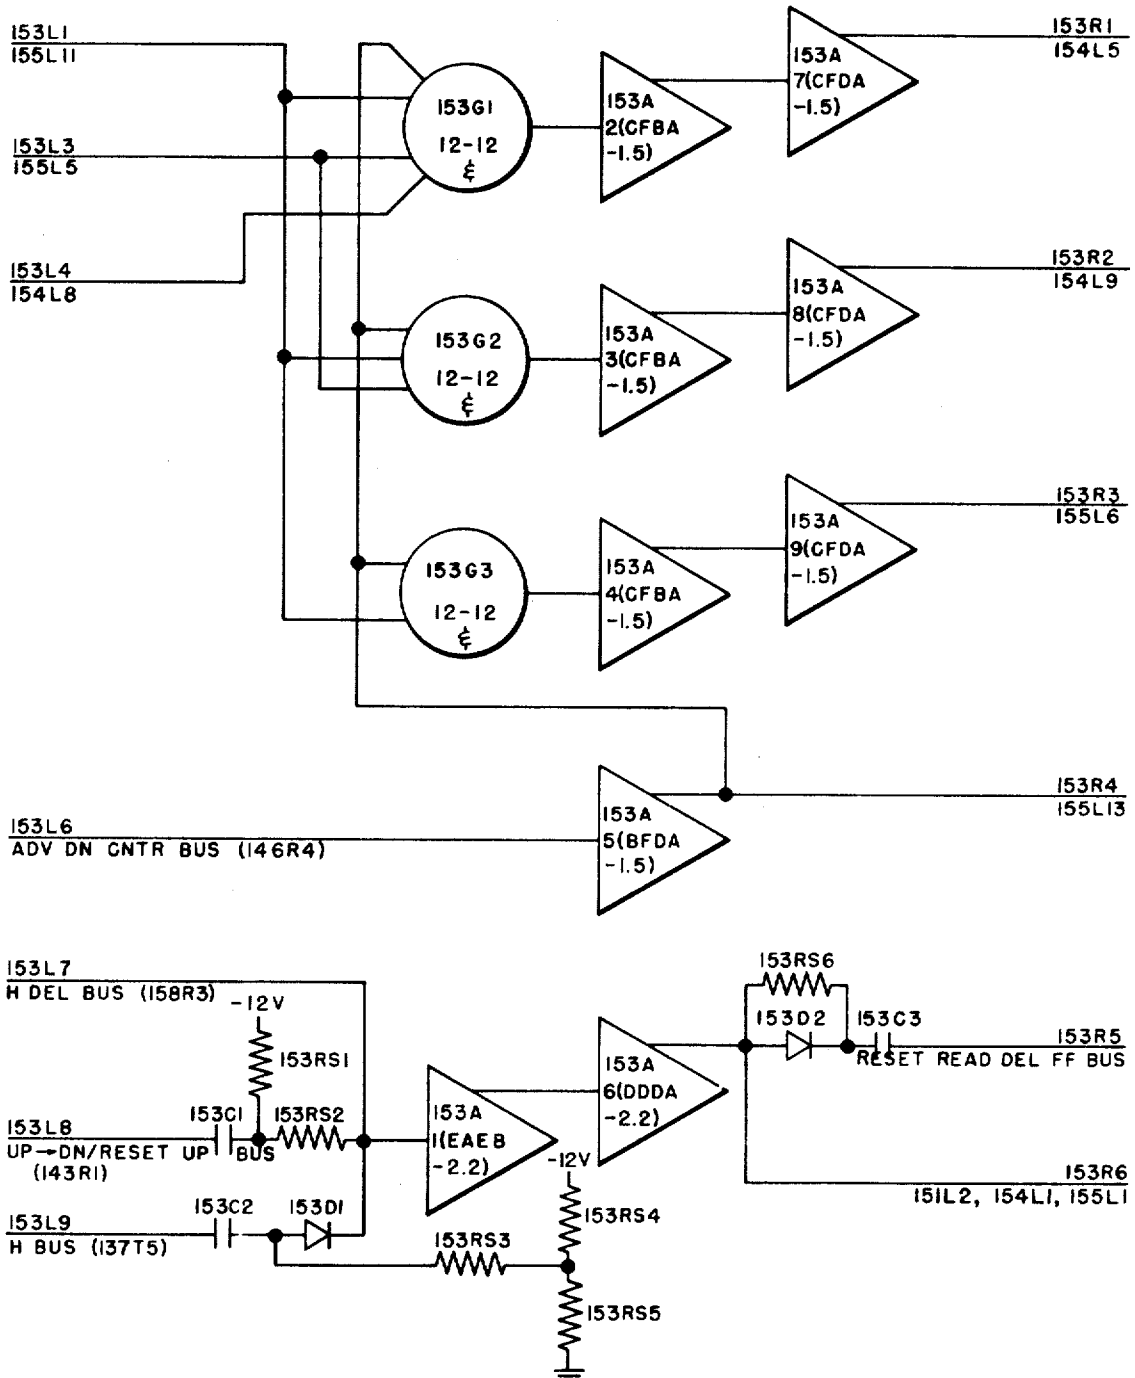 153L1
155L11
153L3
155L5
153L4
154L8
153G1
12-12
&
153A
2(CFBA
-1.5)
153A
7(CFDA
-1.5)
153R1
154L5
153G2
12-12
&
153A
3(CFBA
-1.5)
153A
8(CFDA
-1.5)
153R2
154L9
153G3
12-12
&
153A
4(CFBA
-1.5)
153A
9(CFDA
-1.5)
153R3
155L6
153L6
ADV DN CNTR BUS (146R4)
153A
5(BFDA
-1.5)
153R4
155L13
153L7
H DEL BUS (158R3)
-12V
153RS1
153L8
UP→DN/RESET UP BUS
(143R1)
153C1
153RS2
153L9
H BUS (137T5)
153C2
153D1
153A
1(EAEB
-2.2)
153RS3
-12V
153RS4
153RS5
153A
6(DDDA
-2.2)
153RS6
153D2
153C3
153R5
RESET READ DEL FF BUS
153R6
151L2, 154L1, 155L1